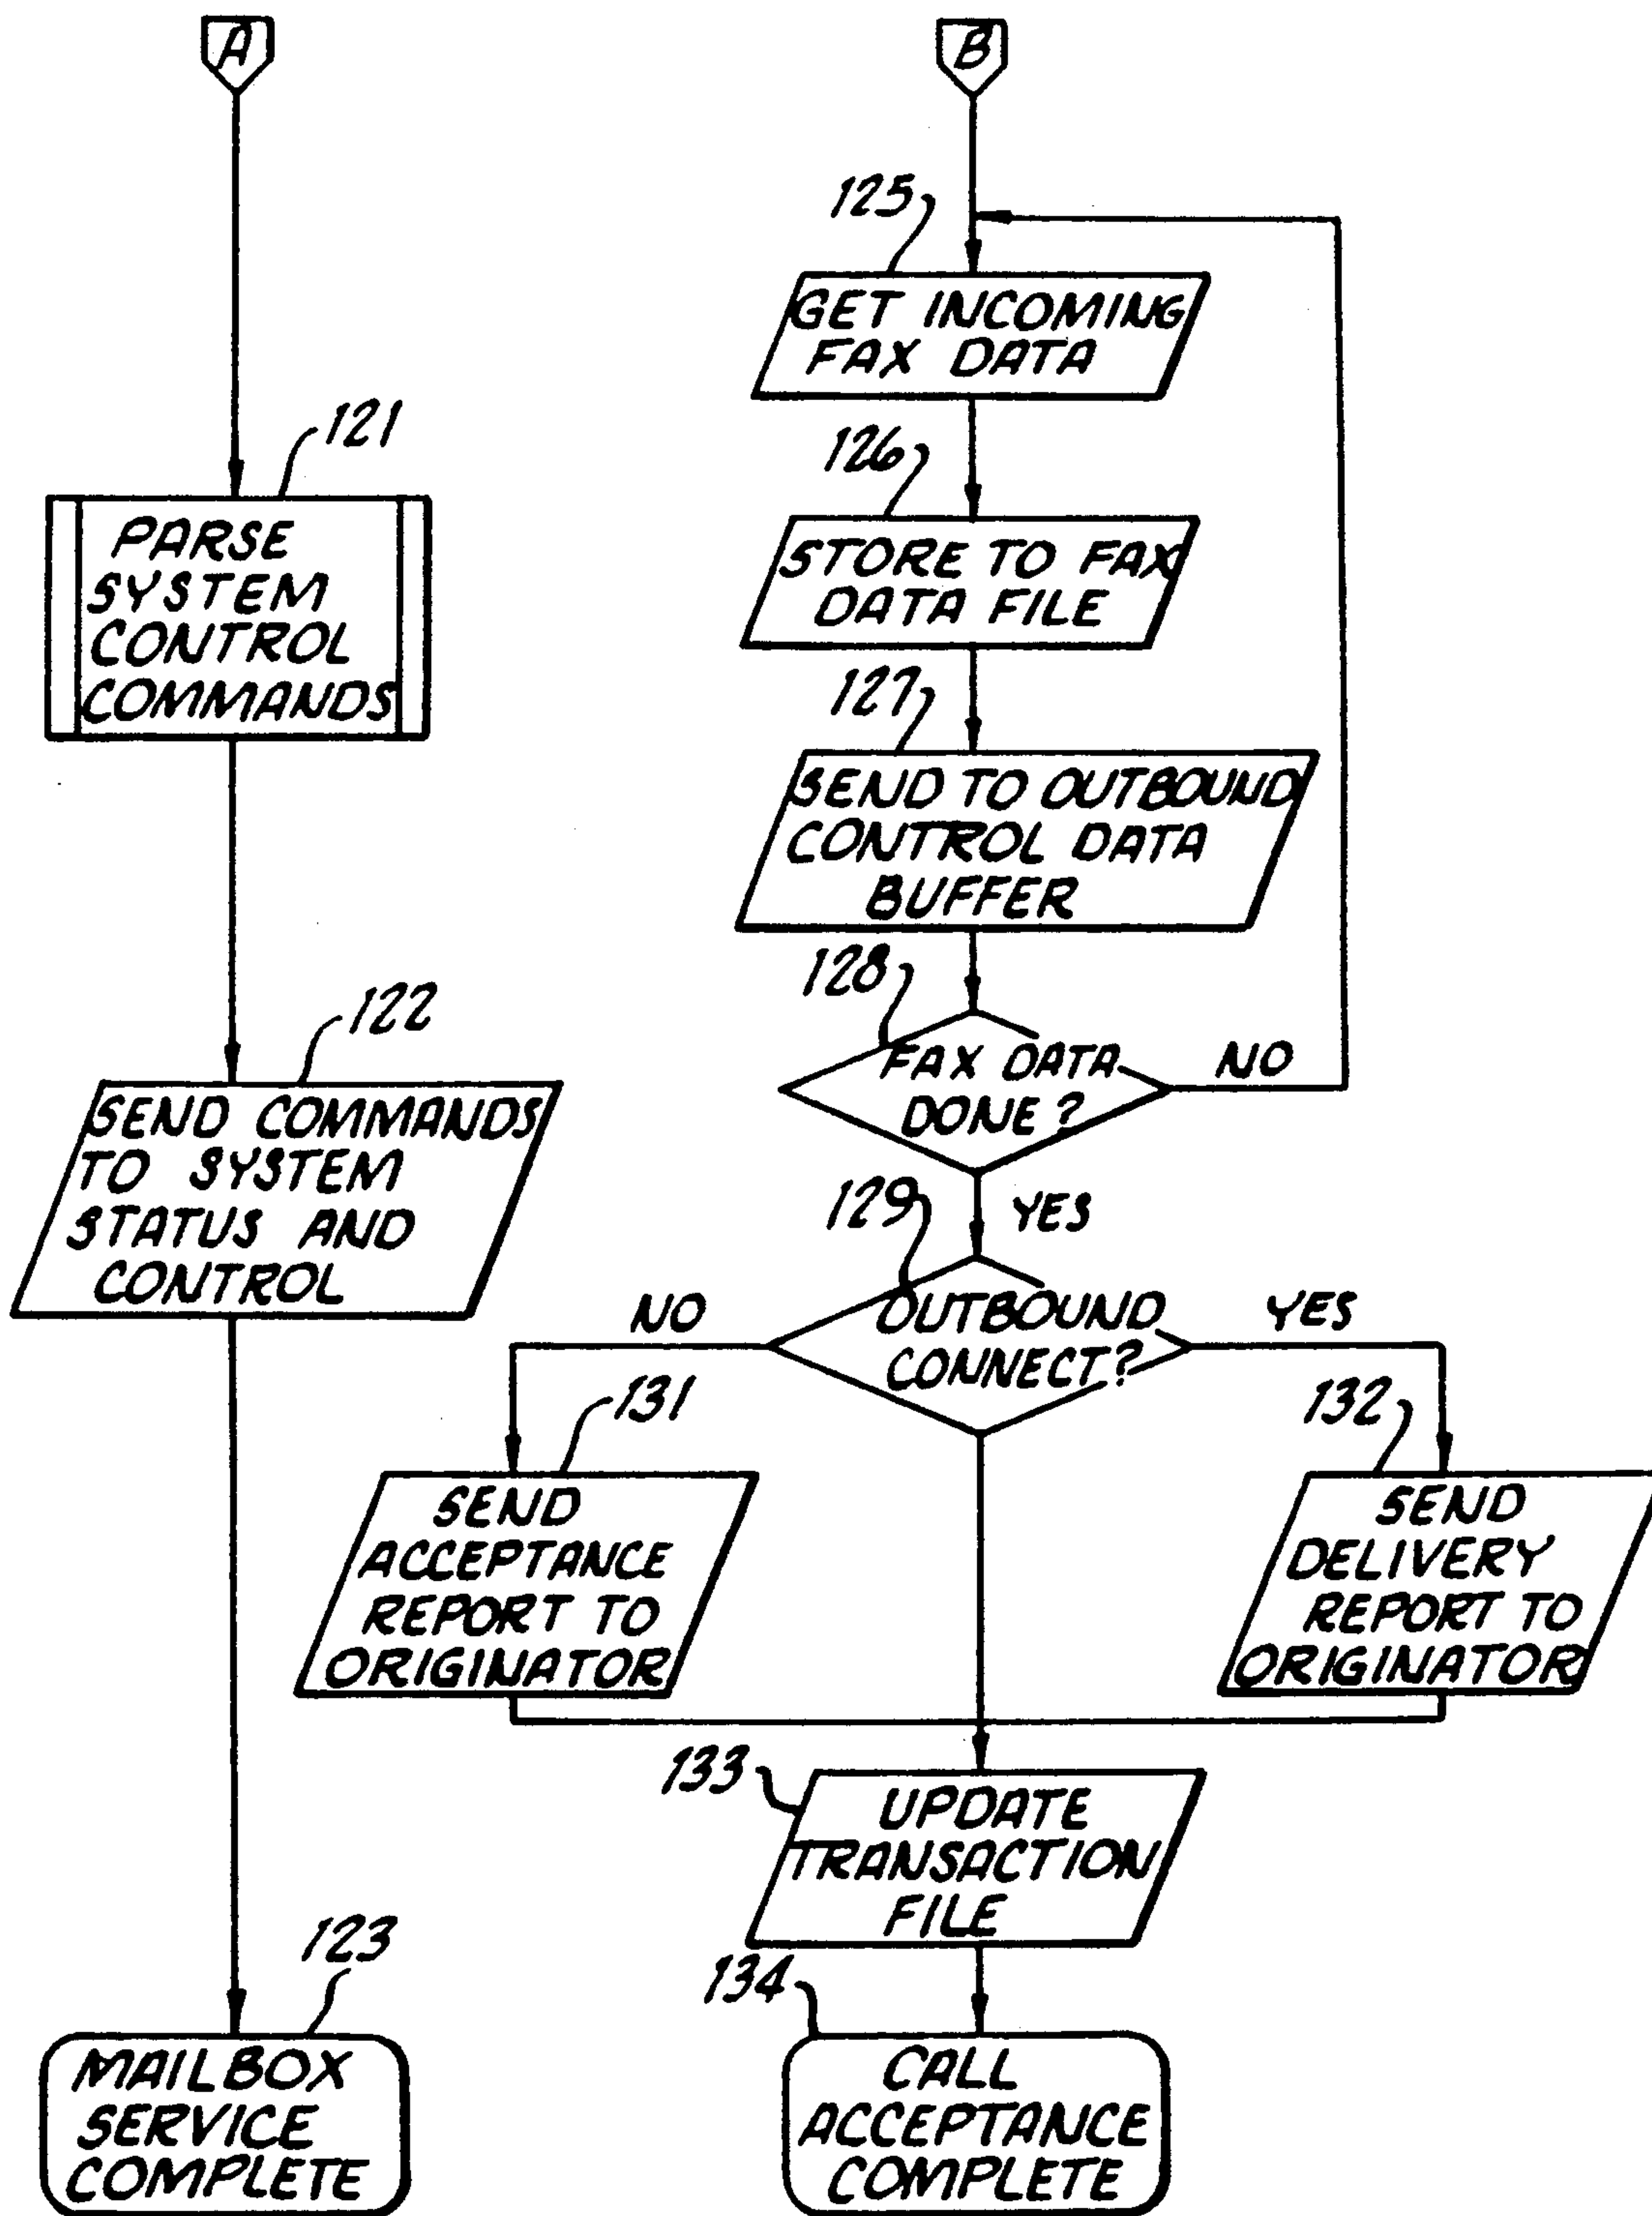 A
121
PARSE
SYSTEM
CONTROL
COMMANDS
122
SEND COMMANDS
TO SYSTEM
STATUS AND
CONTROL
123
MAILBOX
SERVICE
COMPLETE
B
125
GET INCOMING
FAX DATA
126
STORE TO FAX
DATA FILE
127
SEND TO OUTBOUND
CONTROL DATA
BUFFER
128
FAX DATA
DONE?
NO
YES
129
OUTBOUND
CONNECT?
NO
YES
131
SEND
ACCEPTANCE
REPORT TO
ORIGINATOR
132
SEND
DELIVERY
REPORT TO
ORIGINATOR
133
UPDATE
TRANSACTION
FILE
134
CALL
ACCEPTANCE
COMPLETE